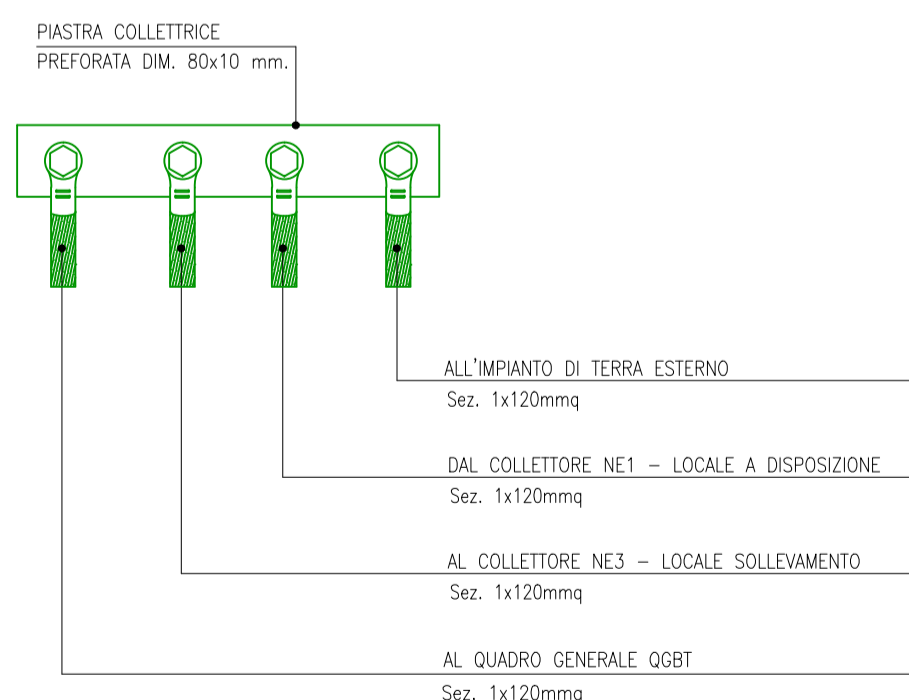 PIASTRA COLLETTRICE
PREFORATA DIM. 80x10 mm.
ALL'IMPIANTO DI TERRA ESTERNO
Sez. 1x120mmq
DAL COLLETTORE NE1 – LOCALE A DISPOSIZIONE
Sez. 1x120mmq
AL COLLETTORE NE3 – LOCALE SOLLEVAMENTO
Sez. 1x120mmq
AL QUADRO GENERALE QGBT
Sez. 1x120mmq